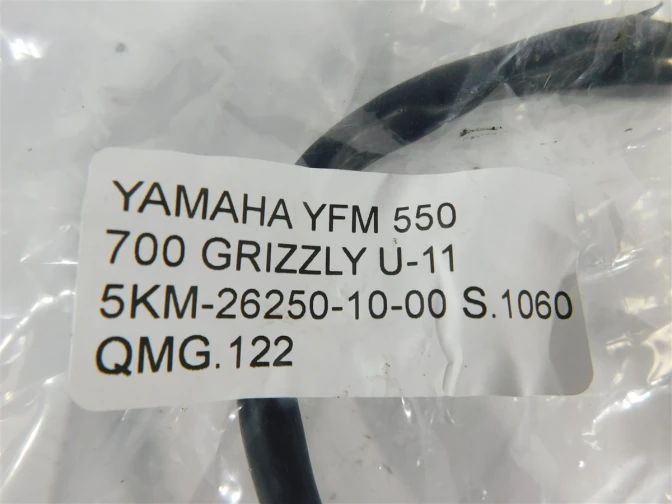 YAMAHA YFM 550
700 GRIZZLY U-11
5KM-26250-10-00 S.1060
QMG.122